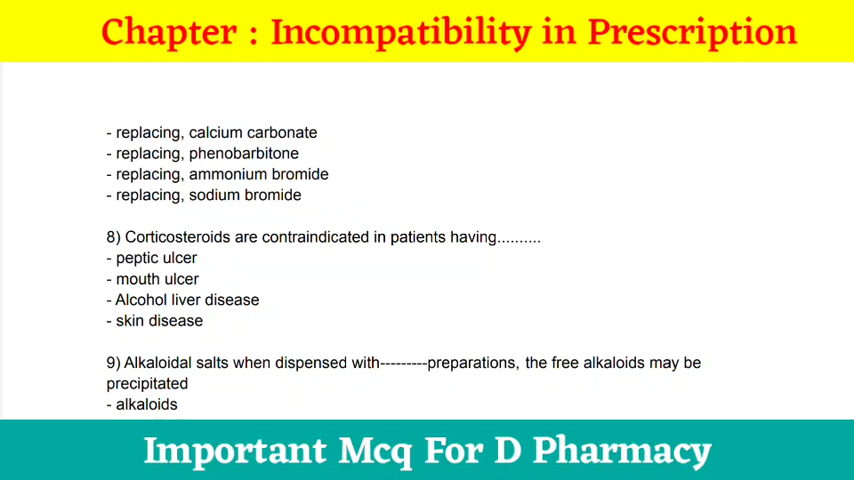 Chapter : Incompatibility in Prescription
- replacing, calcium carbonate
- replacing, phenobarbitone
- replacing, ammonium bromide
- replacing, sodium bromide
8) Corticosteroids are contraindicated in patients having..........
- peptic ulcer
- mouth ulcer
- Alcohol liver disease
- skin disease
9) Alkaloidal salts when dispensed with---------preparations, the free alkaloids may be
precipitated
- alkaloids
Important Mcq For D Pharmacy